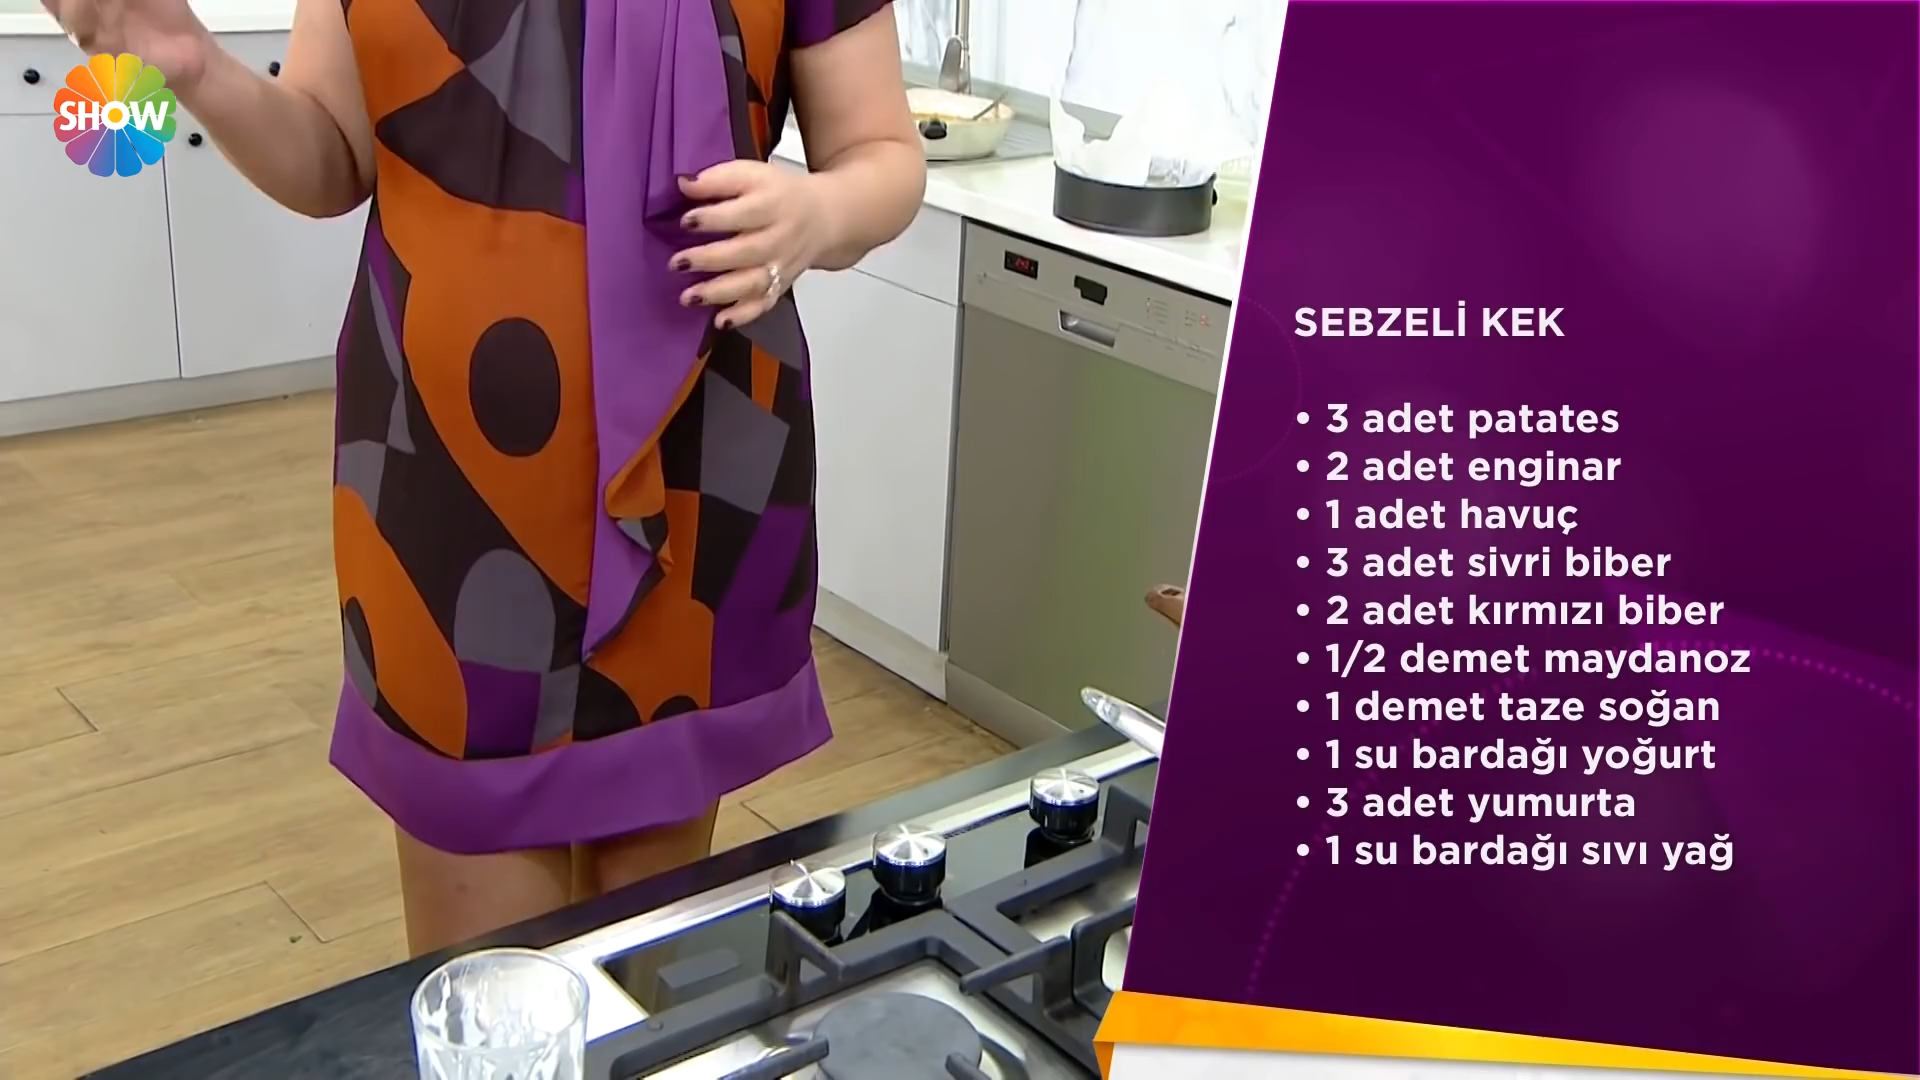 SHOW
SEBZELİ KEK
• 3 adet patates
• 2 adet enginar
• 1 adet havuç
• 3 adet sivri biber
• 2 adet kırmızı biber
• 1/2 demet maydanoz
• 1 demet taze soğan
• 1 su bardağı yoğurt
• 3 adet yumurta
• 1 su bardağı sıvı yağ